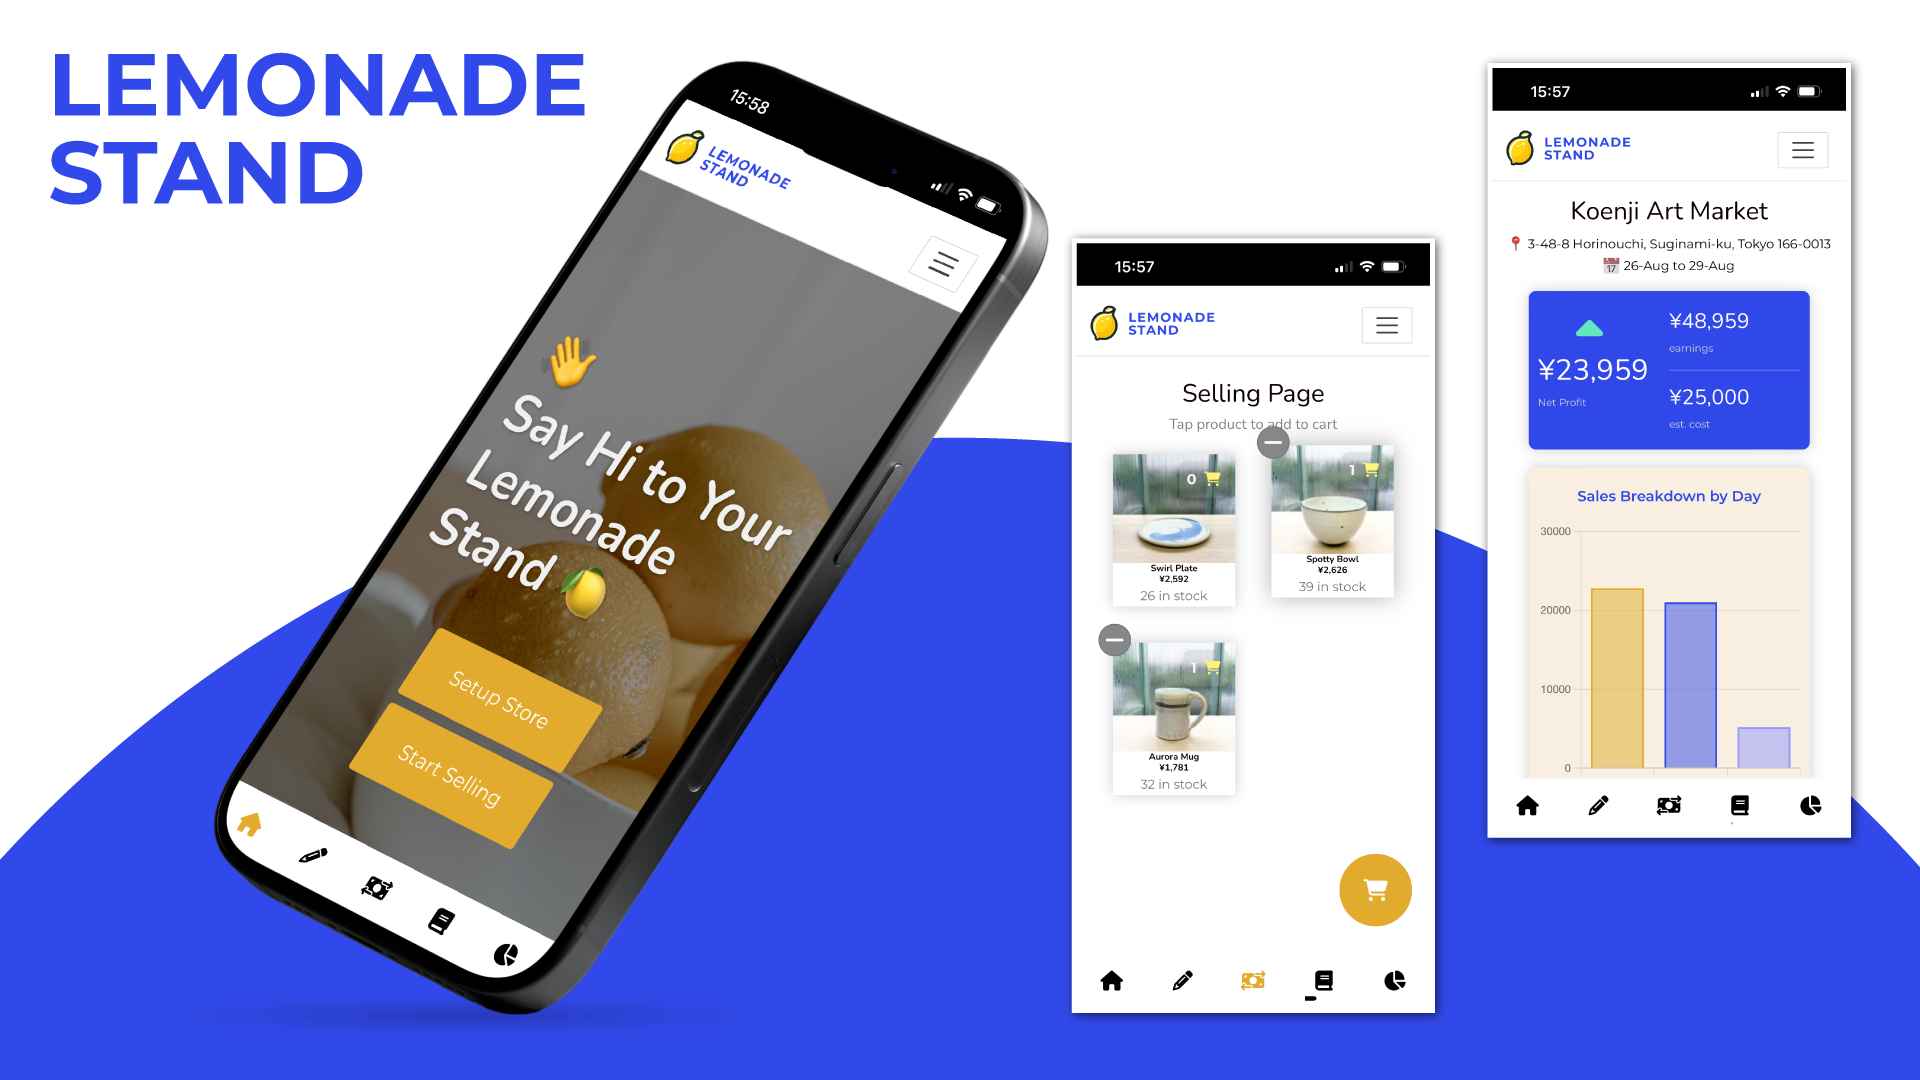 LEMONADE
STAND
15:58
LEMONADE
STAND
Say Hi to Your
Lemonade
Stand
Setup Store
Start Selling
15:57
LEMONADE
STAND
Selling Page
Tap product to add to cart
0
Swirl Plate
¥2,592
26 in stock
1
Spotty Bowl
¥2,626
39 in stock
1
Aurora Mug
¥1,781
32 in stock
15:57
LEMONADE
STAND
Koenji Art Market
3-48-8 Horinouchi, Suginami-ku, Tokyo 166-0013
26-Aug to 29-Aug
¥23,959
Net Profit
¥48,959
earnings
¥25,000
est. cost
Sales Breakdown by Day
30000
20000
10000
0